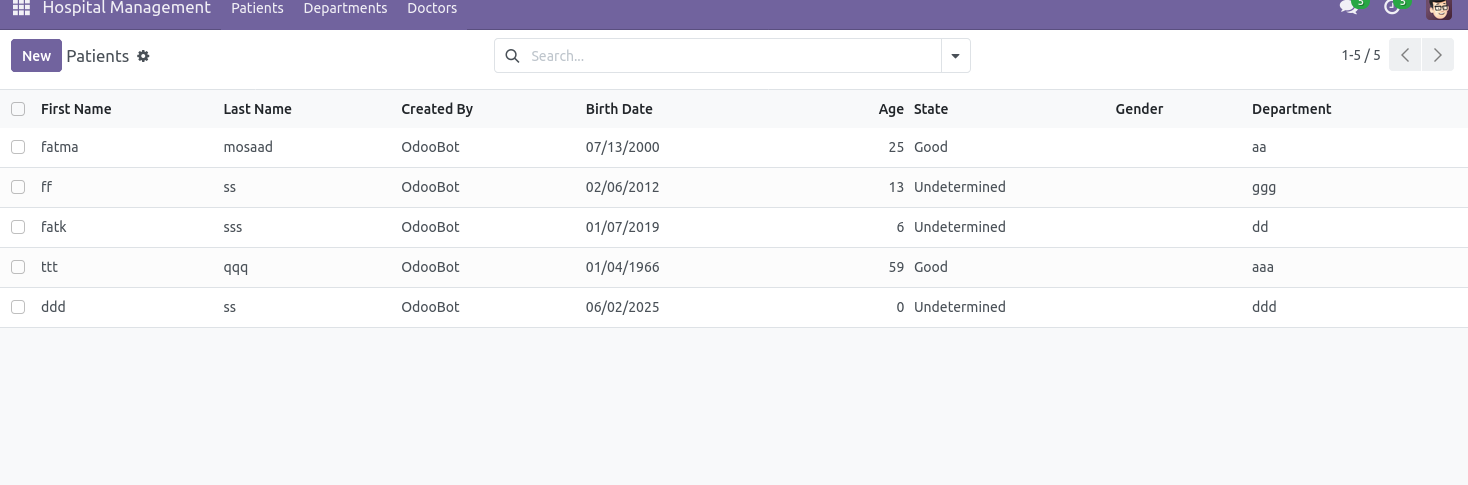 Hospital Management Patients Departments Doctors 5 5
New Patients Search... 1-5 / 5
First Name Last Name Created By Birth Date Age State Gender Department
fatma mosaad OdooBot 07/13/2000 25 Good aa
ff ss OdooBot 02/06/2012 13 Undetermined ggg
fatk sss OdooBot 01/07/2019 6 Undetermined dd
ttt qqq OdooBot 01/04/1966 59 Good aaa
ddd ss OdooBot 06/02/2025 0 Undetermined ddd